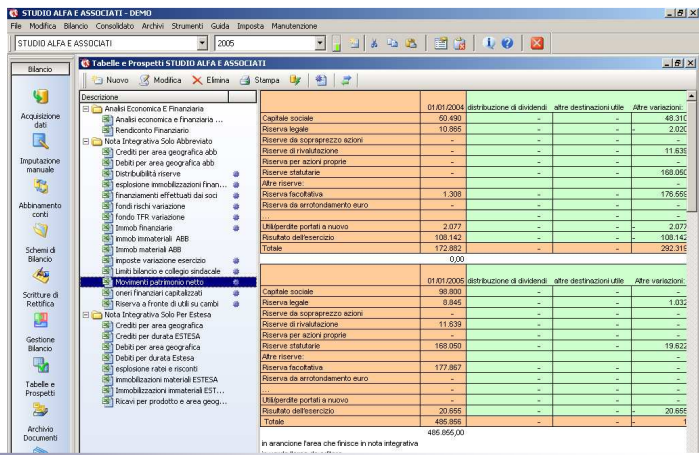 STUDIO ALFA E ASSOCIATI - DEMO
File Modifica Bilancio Consolidato Archivi Strumenti Guida Imposta Manutenzione
STUDIO ALFA E ASSOCIATI 2005
Bilancio
Acquisizione
dati
Imputazione
manuale
Abbinamento
conti
Schemi di
Bilancio
Scritture di
Rettifica
Gestione
Bilancio
Tabelle e
Prospetti
Archivio
Documenti
Tabelle e Prospetti STUDIO ALFA E ASSOCIATI
Nuovo Modifica Elimina Stampa
Descrizione
Analisi Economica E Finanziaria
Analisi economica e finanziaria ...
Rendiconto Finanziario
Nota Integrativa Solo Abbreviato
Crediti per area geografica abb
Debiti per area geografica abb
Distribuibilità riserve
esplosione immobilizzazioni finan...
finanziamenti effettuati dai soci
fondi rischi variazione
fondo TFR variazione
Immob finanziarie
immob immateriali ABB
Immob materiali ABB
imposte variazione esercizio
Limiti bilancio e collegio sindacale
Movimenti patrimonio netto
oneri finanziari capitalizzati
Riserva a fronte di utili su cambi
Nota Integrativa Solo Per Estesa
Crediti per area geografica
Crediti per durata ESTESA
Debiti per area geografica
Debiti per durata Estesa
esplosione ratei e risconti
immobilizzazioni materiali ESTESA
Immobilizzazioni immateriali EST...
Ricavi per prodotto e area geog...
01/01/2004 distribuzione di dividendi altre destinazioni utile Altre variazioni:
Capitale sociale 50.490 - - 48.310
Riserva legale 10.865 - - - 2.020
Riserve da sopraprezzo azioni - - - -
Riserve di rivalutazione - - - 11.639
Riserva per azioni proprie - - - -
Riserve statutarie - - - 168.050
Altre riserve: - - -
Riserva facoltativa 1.308 - - 176.559
Riserva da arrotondamento euro - - - -
... - - -
Utili/perdite portati a nuovo 2.077 - - - 2.077
Risultato dell'esercizio 108.142 - - - 108.142
Totale 172.882 - - 292.319
0,00
01/01/2005 distribuzione di dividendi altre destinazioni utile Altre variazioni:
Capitale sociale 98.800 - - -
Riserva legale 8.845 - - 1.032
Riserve da sopraprezzo azioni - - - -
Riserve di rivalutazione 11.639 - - -
Riserva per azioni proprie - - - -
Riserve statutarie 168.050 - - 19.622
Altre riserve: - - -
Riserva facoltativa 177.867 - - -
Riserva da arrotondamento euro - - - -
... - - - -
Utili/perdite portati a nuovo - - - -
Risultato dell'esercizio 20.655 - - - 20.655
Totale 485.856 - - - 1
485.855,00
in arancione l'area che finisce in nota integrativa